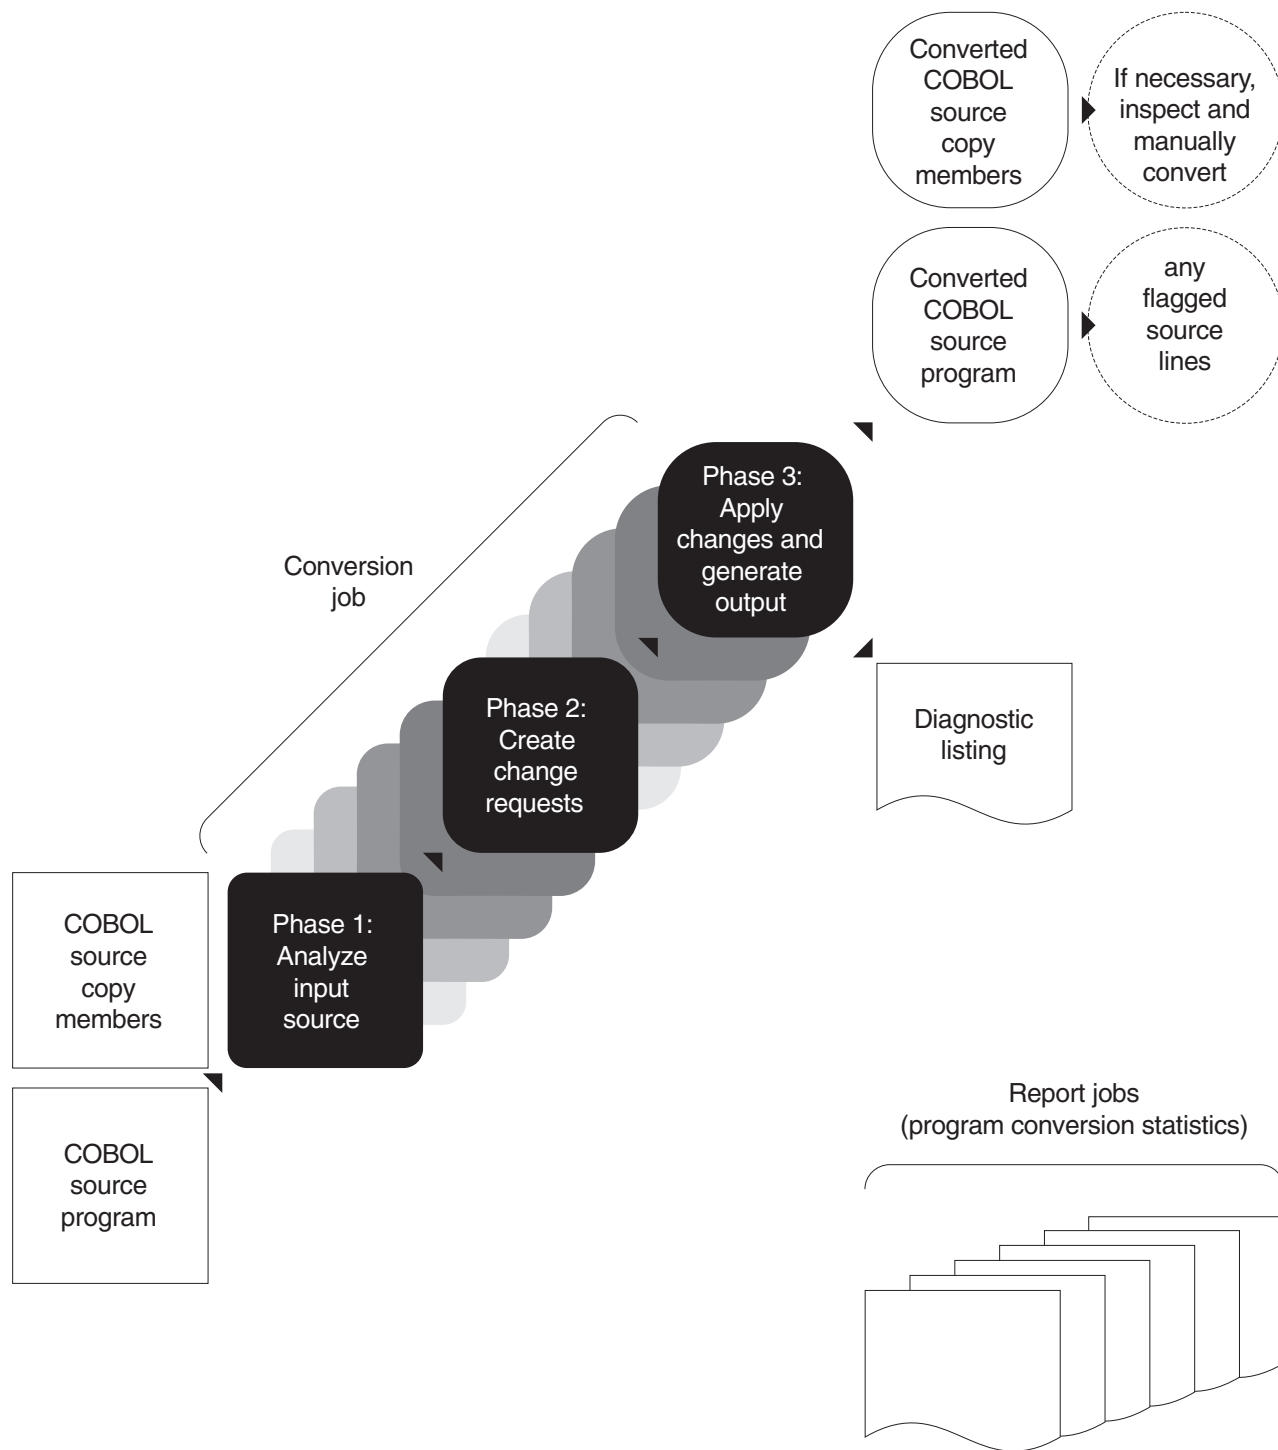 Converted
COBOL
source
copy
members
If necessary,
inspect and
manually
convert
Converted
COBOL
source
program
any
flagged
source
lines
Conversion
job
Phase 3:
Apply
changes and
generate
output
Phase 2:
Create
change
requests
Diagnostic
listing
COBOL
source
copy
members
Phase 1:
Analyze
input
source
COBOL
source
program
Report jobs
(program conversion statistics)